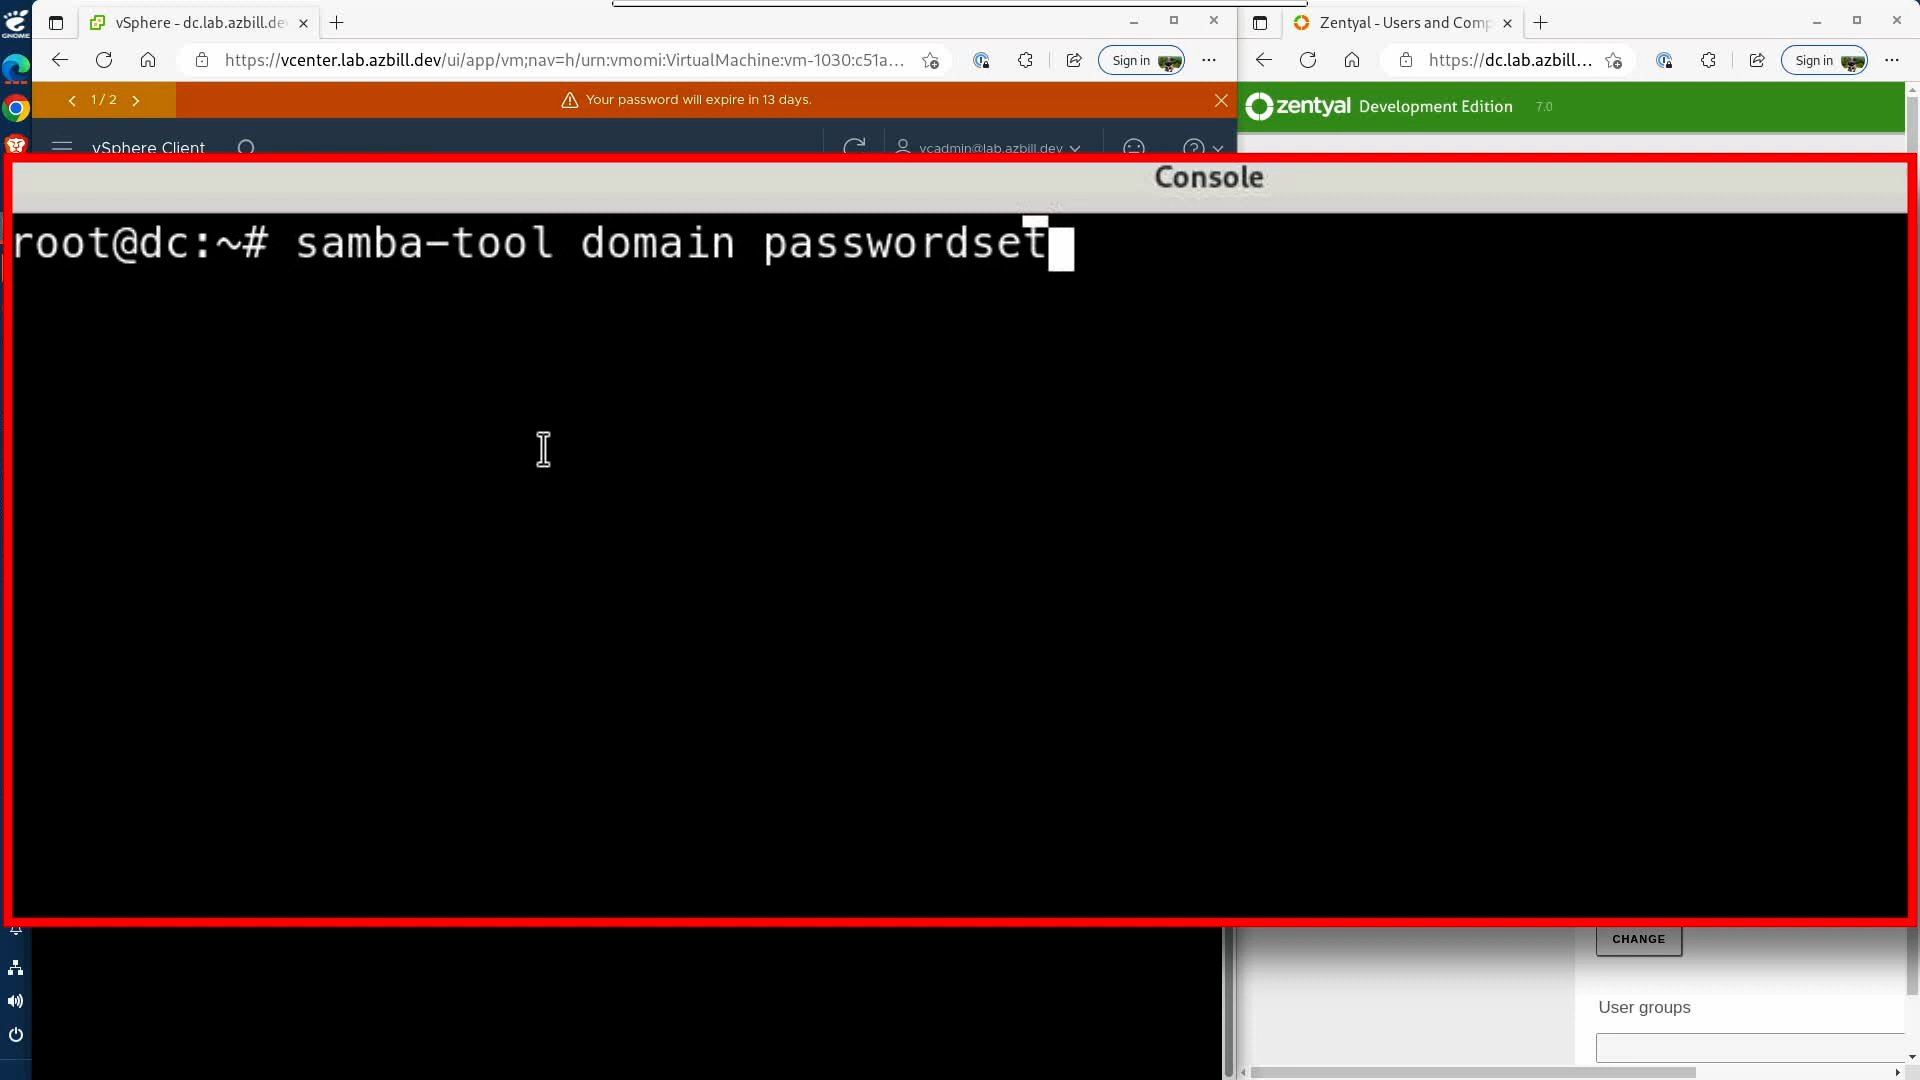 vSphere - dc.lab.azbill.de
Zentyal - Users and Comp
https://vcenter.lab.azbill.dev/ui/app/vm;nav=h/urn:vmomi:VirtualMachine:vm-1030:c51a...
Sign in
https://dc.lab.azbill...
Sign in
1 / 2
Your password will expire in 13 days.
zentyal Development Edition 7.0
GNOME
vSphere Client
vcadmin@lab.azbill.dev
Console
root@dc:~# samba-tool domain passwordset
CHANGE
User groups